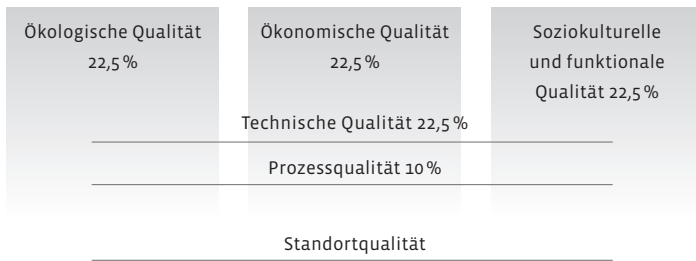 Ökologische Qualität
22,5 %
Ökonomische Qualität
22,5 %
Soziokulturelle
und funktionale
Qualität 22,5 %
Technische Qualität 22,5 %
Prozessqualität 10 %
Standortqualität